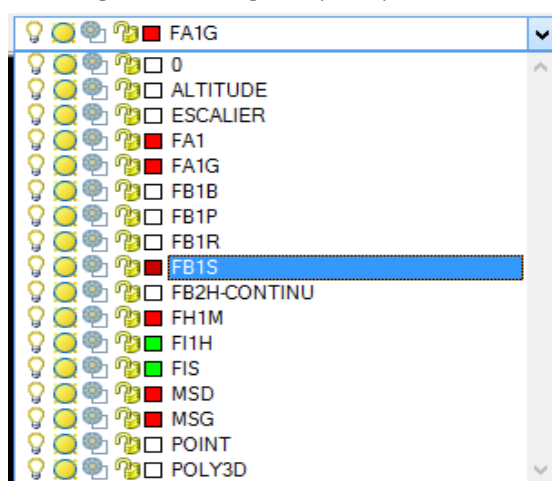 FA1G
0
ALTITUDE
ESCALIER
FA1
FA1G
FB1B
FB1P
FB1R
FB1S
FB2H-CONTINU
FH1M
FI1H
FIS
MSD
MSG
POINT
POLY3D